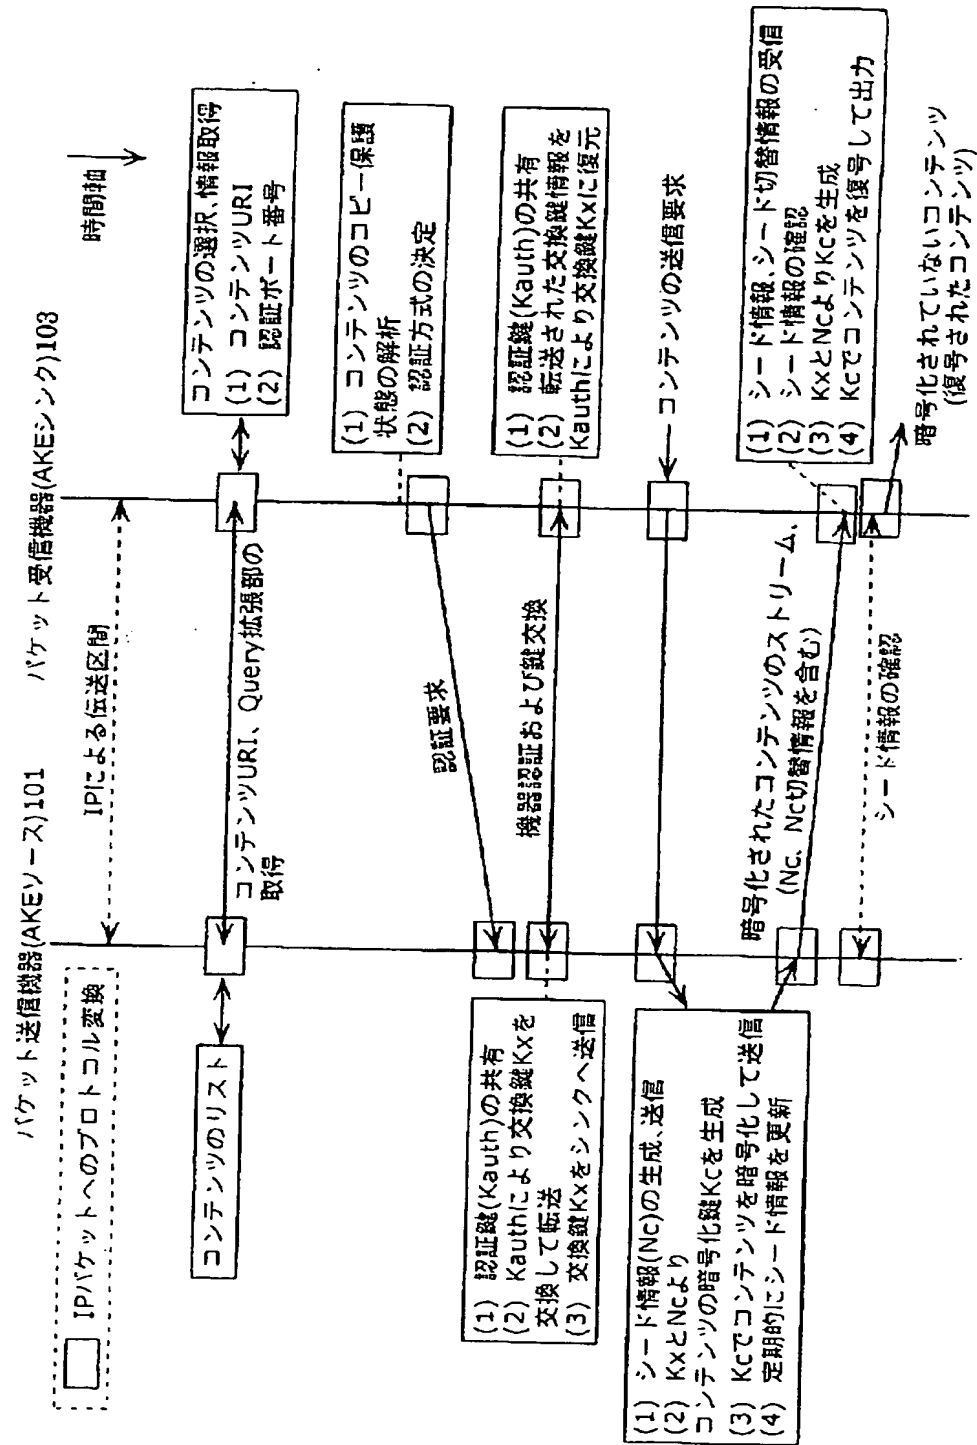 パケット送信機器(AKEソース)101
パケット受信機器(AKEシンク)103
IPパケットへのプロトコル変換
IPによる伝送区間
時間軸
コンテンツのリスト
コンテンツURI、Query拡張部の
取得
コンテンツの選択、情報取得
(1) コンテンツURI
(2) 認証ポート番号
(1) コンテンツのコピー保護
状態の解析
(2) 認証方式の決定
認証要求
(1) 認証鍵(Kauth)の共有
(2) Kauthにより交換鍵Kxを
交換して転送
(3) 交換鍵Kxをシンクへ送信
機器認証および鍵交換
(1) 認証鍵(Kauth)の共有
(2) 転送された交換鍵情報を
Kauthにより交換鍵Kxに復元
コンテンツの送信要求
(1) シード情報(Nc)の生成、送信
(2) KxとNcより
コンテンツの暗号化鍵Kcを生成
(3) Kcでコンテンツを暗号化して送信
(4) 定期的にシード情報を更新
暗号化されたコンテンツのストリーム、
(Nc、Nc切替情報を含む)
(1) シード情報、シード切替情報の受信
(2) シード情報の確認
(3) KxとNcよりKcを生成
(4) Kcでコンテンツを復号して出力
シード情報の確認
暗号化されていないコンテンツ
(復号されたコンテンツ)